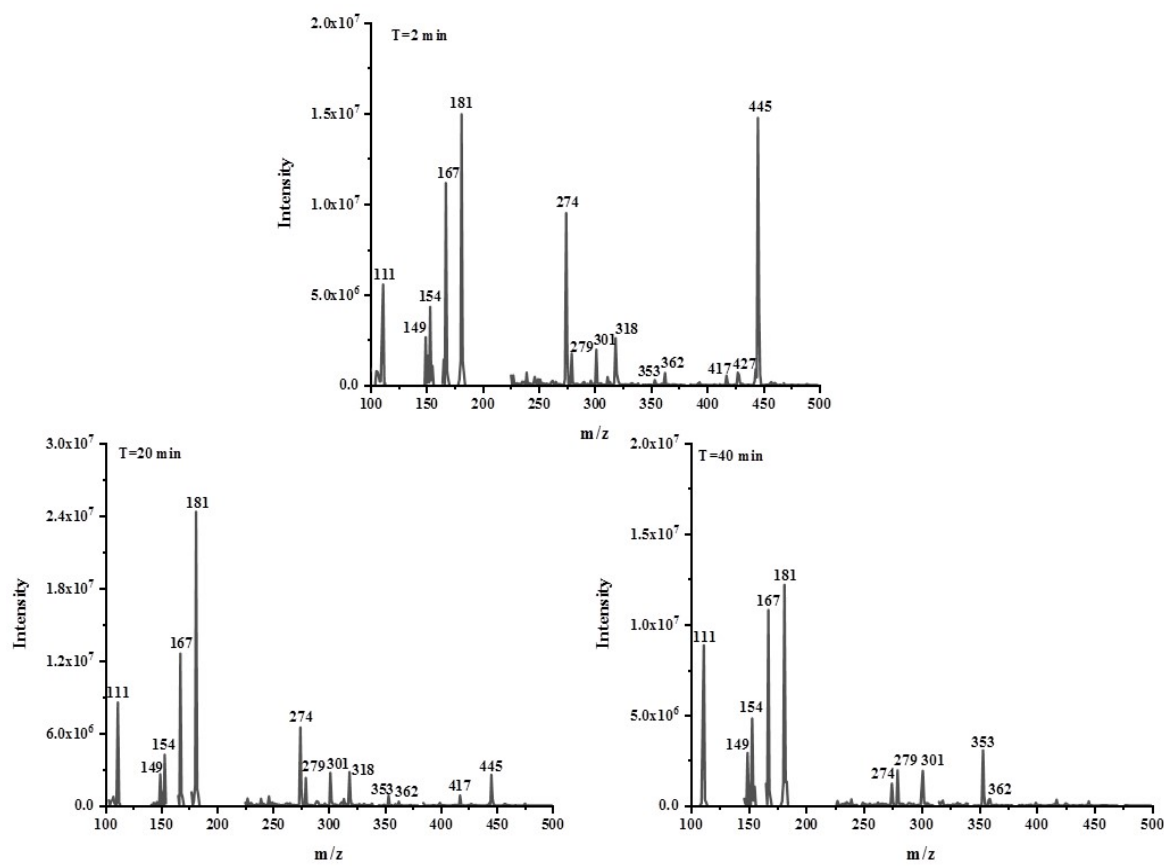 T=2 min
2.0x10⁷
1.5x10⁷
1.0x10⁷
5.0x10⁶
0.0
Intensity
111
149
154
167
181
274
279
301
318
353
362
417
427
445
100 150 200 250 300 350 400 450 500
m/z
T=20 min
3.0x10⁷
2.4x10⁷
1.8x10⁷
1.2x10⁷
6.0x10⁶
0.0
Intensity
111
149
154
167
181
274
279
301
318
353
362
417
445
100 150 200 250 300 350 400 450 500
m/z
T=40 min
2.0x10⁷
1.5x10⁷
1.0x10⁷
5.0x10⁶
0.0
Intensity
111
149
154
167
181
274
279
301
353
362
100 150 200 250 300 350 400 450 500
m/z